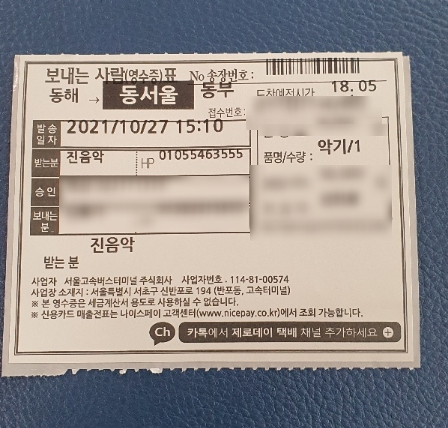 보내는 사람(영수증)표 No 송장번호 :
동해 → 동서울 동부 도착예정시간 18.05
접수번호:
발송일자 2021/10/27 15:10
받는분 진음악 HP 01055463555
품명/수량 : 악기/1
승 인
보내는분
진음악
받는 분
사업자 서울고속버스터미널 주식회사 사업자번호 . 114-81-00574
사업장 소재지 : 서울특별시 서초구 신반포로 194 (반포동, 고속터미널)
※ 본 영수증은 세금계산서 용도로 사용하실 수 없습니다.
※ 신용카드 매출전표는 나이스페이 고객센터(www.nicepay.co.kr)에서 조회 가능합니다.
Ch 카톡에서 제로데이 택배 채널 추가하세요 +